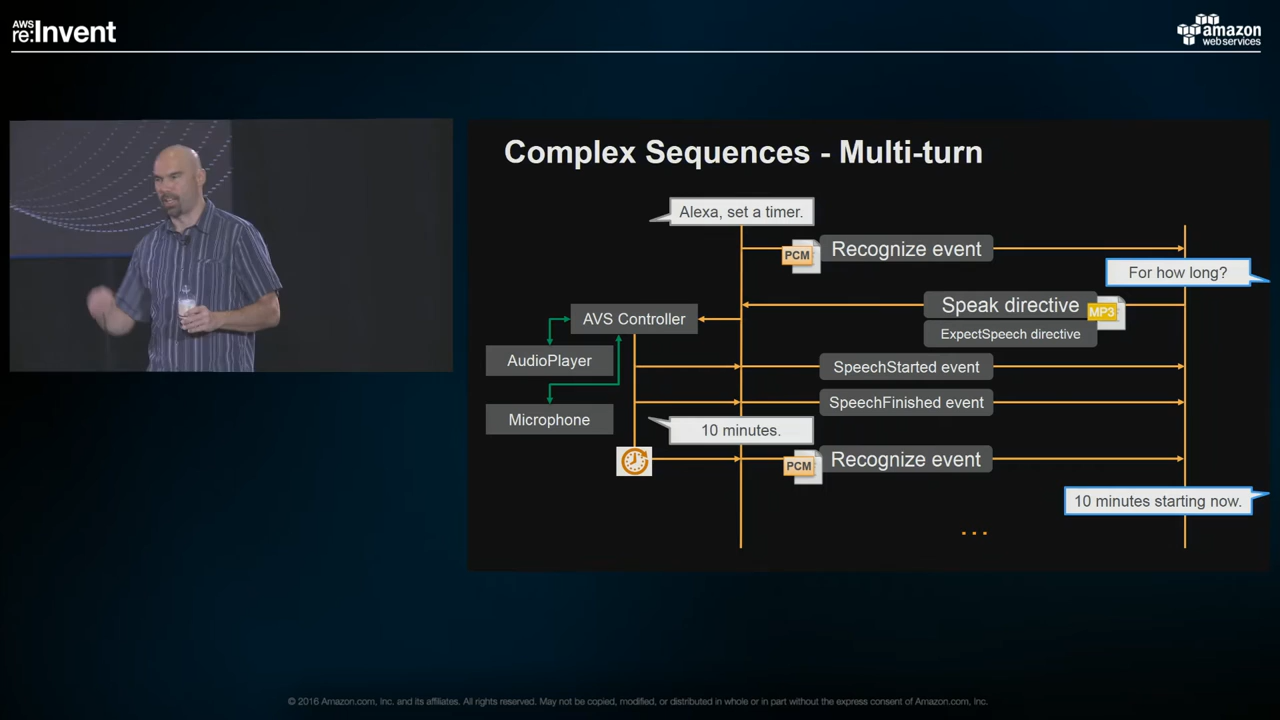 AWS
re:Invent
amazon
web services
Complex Sequences - Multi-turn
Alexa, set a timer.
PCM
Recognize event
For how long?
Speak directive
MP3
ExpectSpeech directive
AVS Controller
AudioPlayer
SpeechStarted event
SpeechFinished event
Microphone
10 minutes.
PCM
Recognize event
10 minutes starting now.
...
© 2016 Amazon.com, Inc. and its affiliates. All rights reserved. May not be copied, modified, or distributed in whole or in part without the express consent of Amazon.com, Inc.